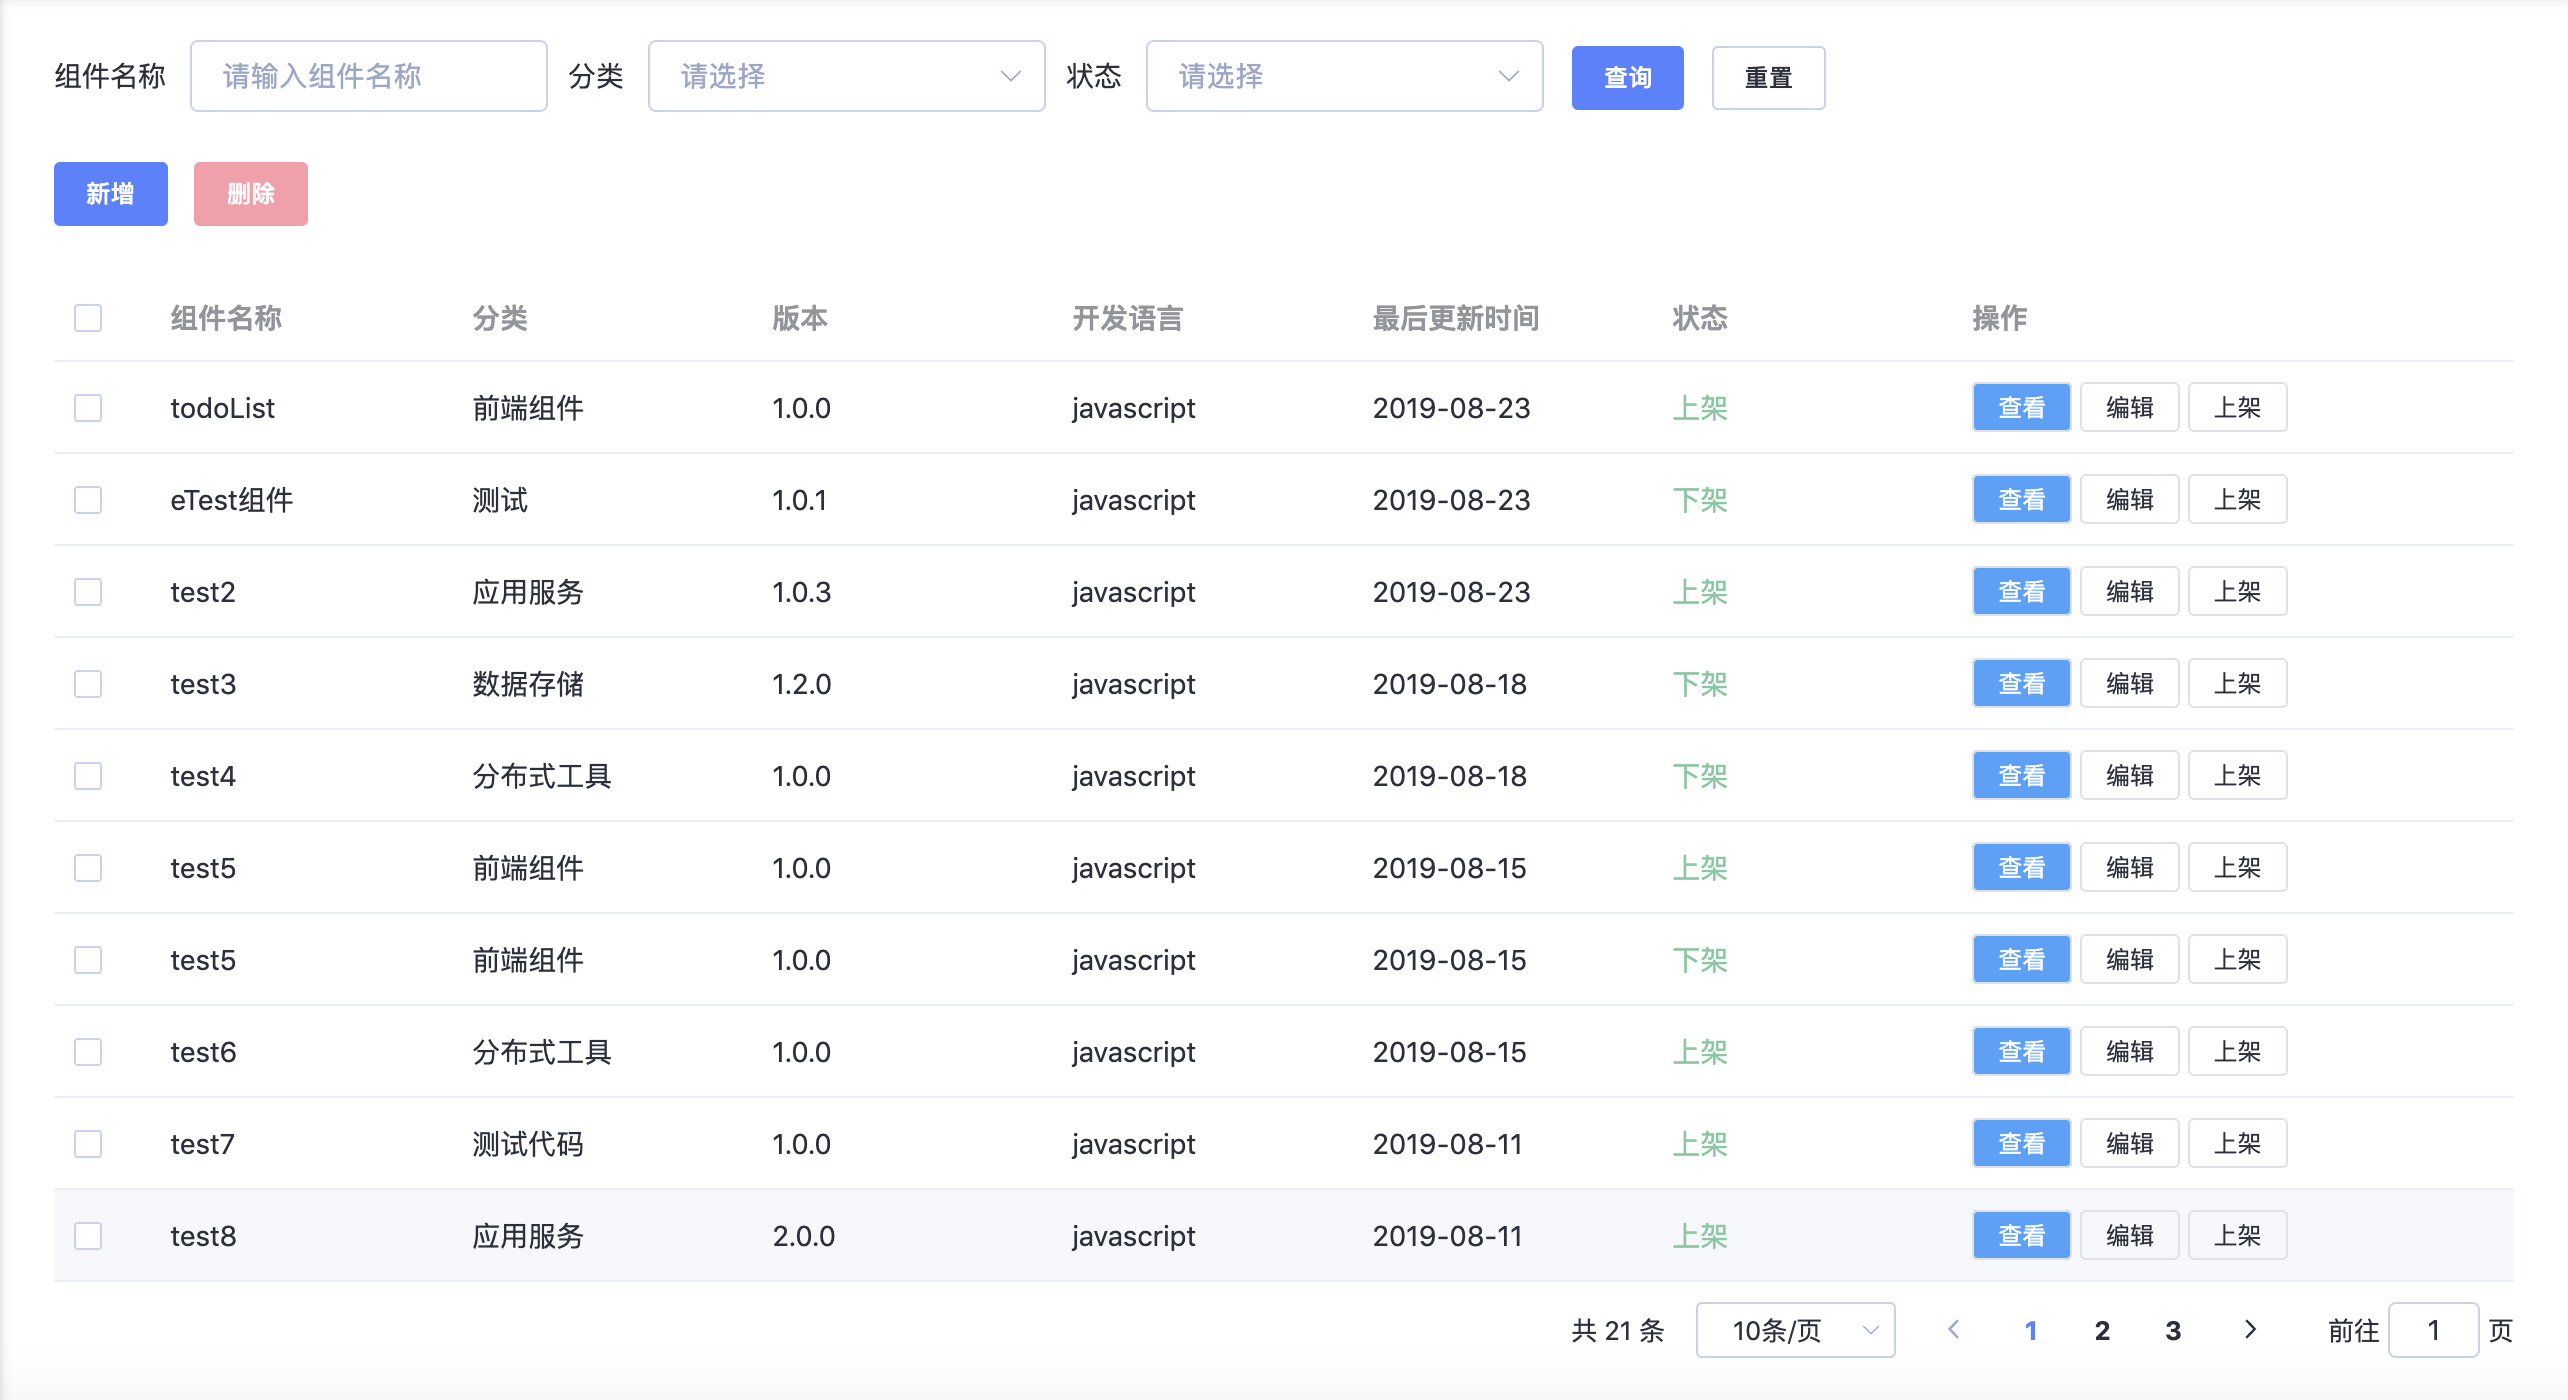 组件名称 请输入组件名称 分类 请选择 状态 请选择 查询 重置
新增 删除
组件名称 分类 版本 开发语言 最后更新时间 状态 操作
todoList 前端组件 1.0.0 javascript 2019-08-23 上架 查看 编辑 上架
eTest组件 测试 1.0.1 javascript 2019-08-23 下架 查看 编辑 上架
test2 应用服务 1.0.3 javascript 2019-08-23 上架 查看 编辑 上架
test3 数据存储 1.2.0 javascript 2019-08-18 下架 查看 编辑 上架
test4 分布式工具 1.0.0 javascript 2019-08-18 下架 查看 编辑 上架
test5 前端组件 1.0.0 javascript 2019-08-15 上架 查看 编辑 上架
test5 前端组件 1.0.0 javascript 2019-08-15 下架 查看 编辑 上架
test6 分布式工具 1.0.0 javascript 2019-08-15 上架 查看 编辑 上架
test7 测试代码 1.0.0 javascript 2019-08-11 上架 查看 编辑 上架
test8 应用服务 2.0.0 javascript 2019-08-11 上架 查看 编辑 上架
共 21 条 10条/页 1 2 3 前往 1 页